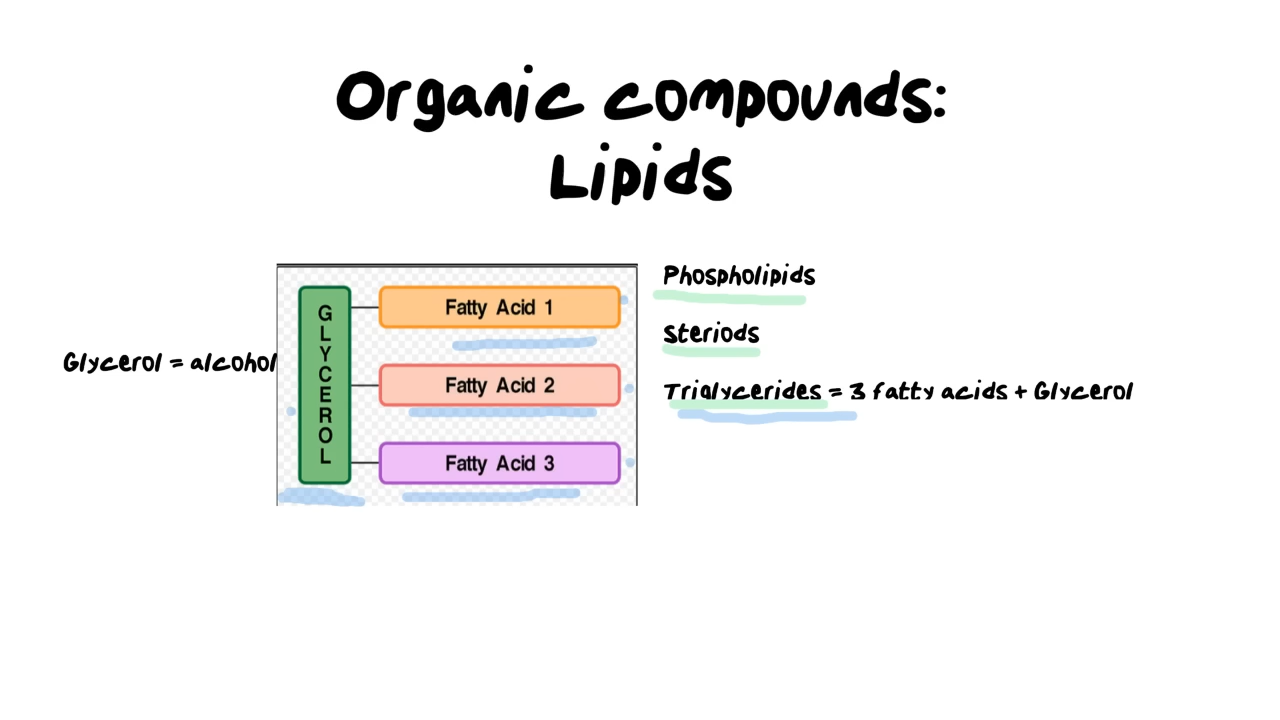 Organic compounds:
Lipids
Glycerol = alcohol
GLYCEROL
Fatty Acid 1
Fatty Acid 2
Fatty Acid 3
Phospholipids
Steriods
Triglycerides = 3 fatty acids + Glycerol